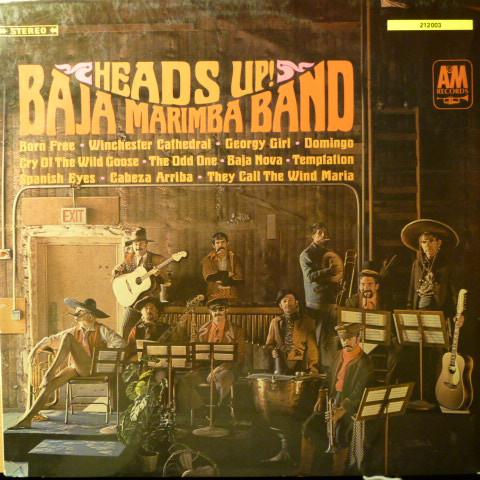 STEREO
212003
HEADS UP!
BAJA MARIMBA BAND
A&M
RECORDS
Born Free • Winchester Cathedral • Georgy Girl • Domingo
Cry Of The Wild Goose • The Odd One • Baja Nova • Temptation
Spanish Eyes • Cabeza Arriba • They Call The Wind Maria
EXIT